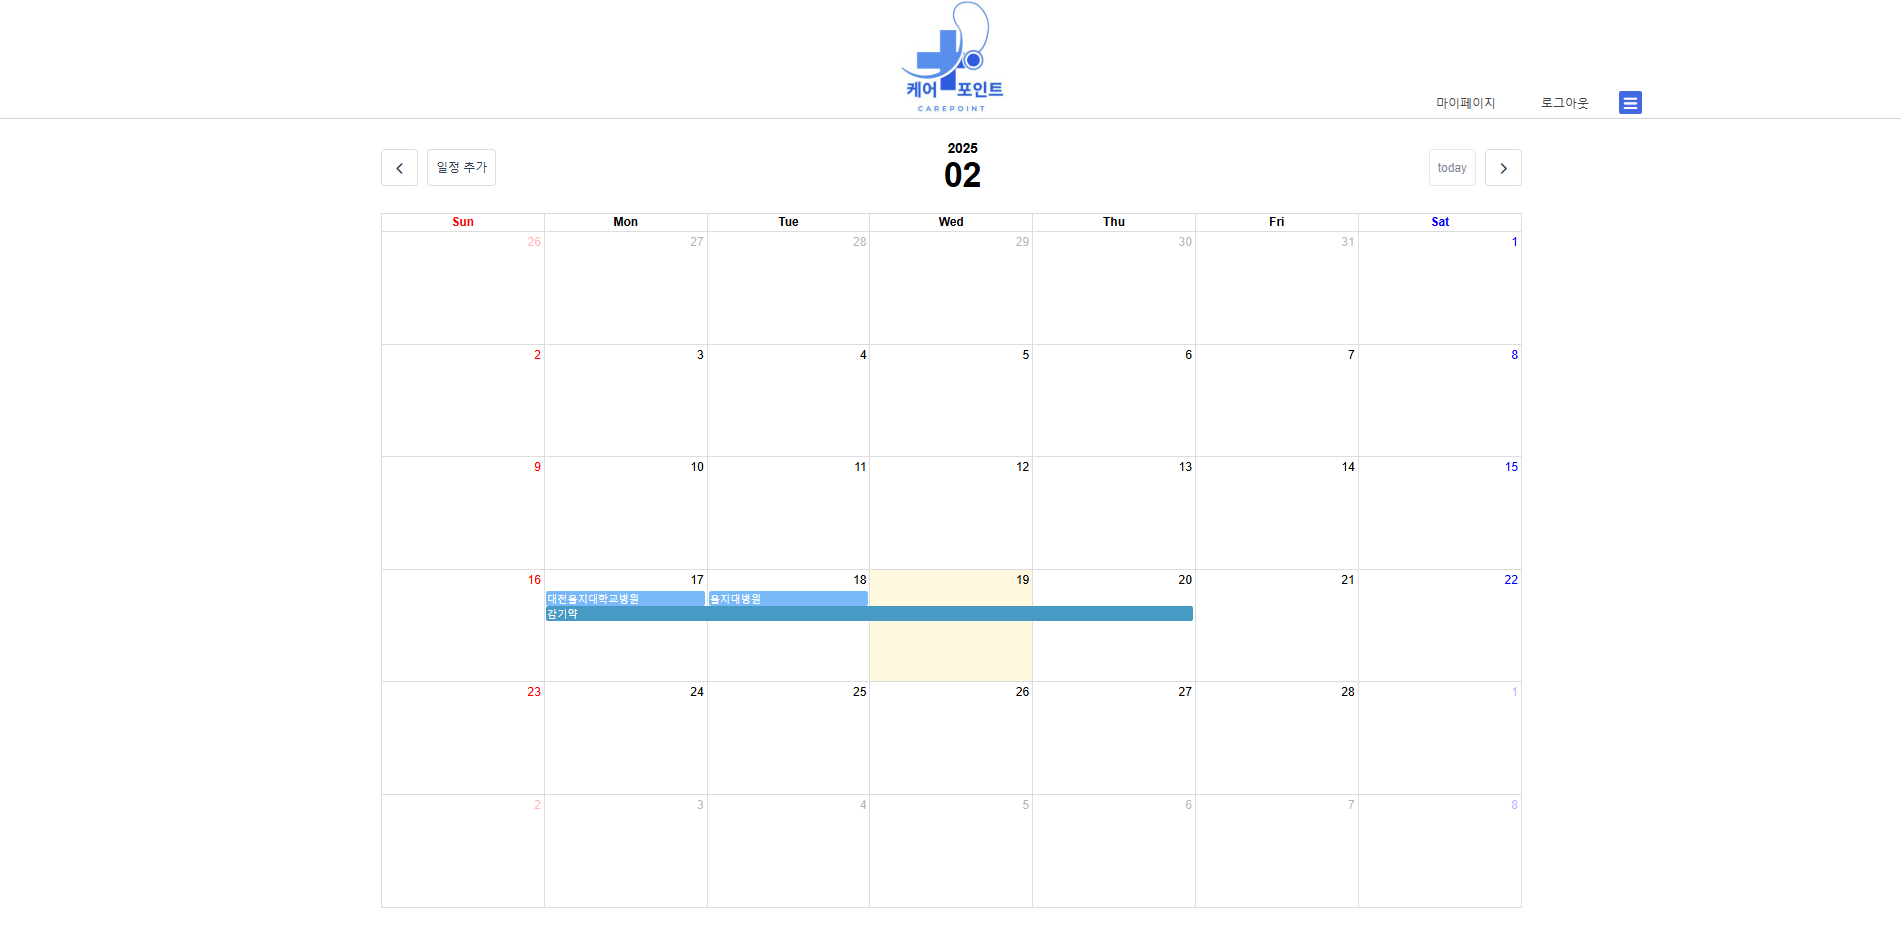 케어 포인트
CAREPOINT
마이페이지 로그아웃
일정 추가
2025
02
today
Sun Mon Tue Wed Thu Fri Sat
26 27 28 29 30 31 1
2 3 4 5 6 7 8
9 10 11 12 13 14 15
16 17 18 19 20 21 22
대전을지대학교병원 을지대병원
감기약
23 24 25 26 27 28 1
2 3 4 5 6 7 8